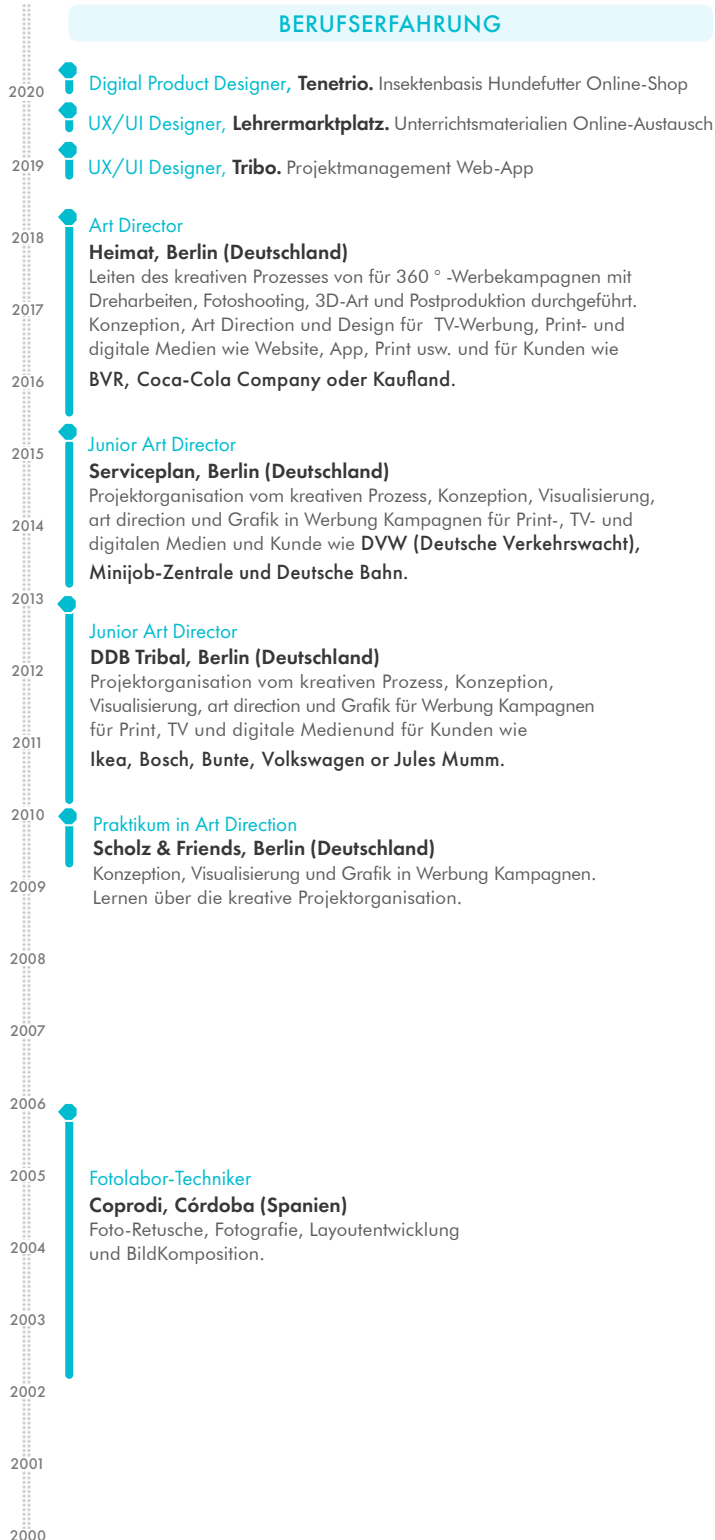 BERUFSERFAHRUNG
2020
Digital Product Designer, Tenetrio. Insektenbasis Hundefutter Online-Shop
UX/UI Designer, Lehrermarktplatz. Unterrichtsmaterialien Online-Austausch
2019
UX/UI Designer, Tribo. Projektmanagement Web-App
2018
Art Director
Heimat, Berlin (Deutschland)
Leiten des kreativen Prozesses von für 360 ° -Werbekampagnen mit
2017
Dreharbeiten, Fotoshooting, 3D-Art und Postproduktion durchgeführt.
Konzeption, Art Direction und Design für TV-Werbung, Print- und
digitale Medien wie Website, App, Print usw. und für Kunden wie
2016
BVR, Coca-Cola Company oder Kaufland.
2015
Junior Art Director
Serviceplan, Berlin (Deutschland)
Projektorganisation vom kreativen Prozess, Konzeption, Visualisierung,
2014
art direction und Grafik in Werbung Kampagnen für Print-, TV- und
digitalen Medien und Kunde wie DVW (Deutsche Verkehrswacht),
Minijob-Zentrale und Deutsche Bahn.
2013
Junior Art Director
DDB Tribal, Berlin (Deutschland)
2012
Projektorganisation vom kreativen Prozess, Konzeption,
Visualisierung, art direction und Grafik für Werbung Kampagnen
für Print, TV und digitale Medienund für Kunden wie
2011
Ikea, Bosch, Bunte, Volkswagen or Jules Mumm.
2010
Praktikum in Art Direction
Scholz & Friends, Berlin (Deutschland)
Konzeption, Visualisierung und Grafik in Werbung Kampagnen.
2009
Lernen über die kreative Projektorganisation.
2008
2007
2006
2005
Fotolabor-Techniker
Coprodi, Córdoba (Spanien)
Foto-Retusche, Fotografie, Layoutentwicklung
2004
und BildKomposition.
2003
2002
2001
2000